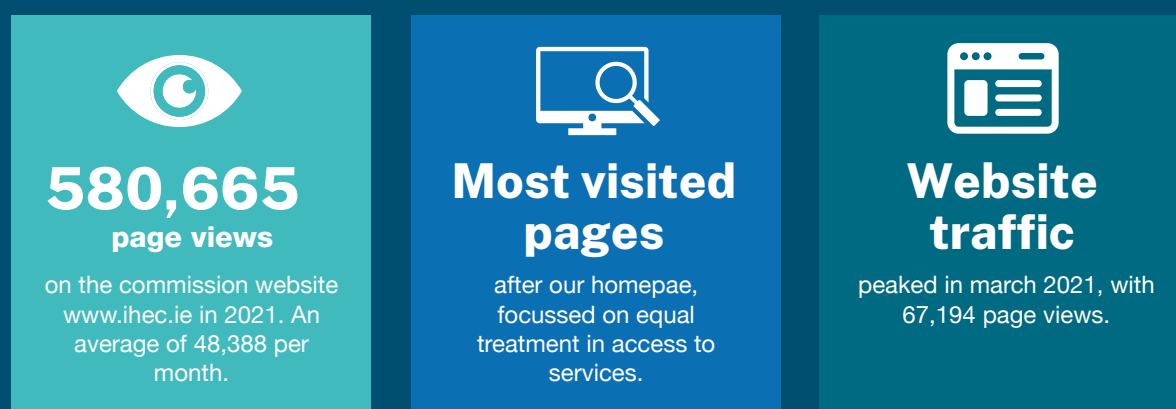 580,665
page views
on the commission website
www.ihec.ie in 2021. An
average of 48,388 per
month.
Most visited
pages
after our homepae,
focussed on equal
treatment in access to
services.
Website
traffic
peaked in march 2021, with
67,194 page views.